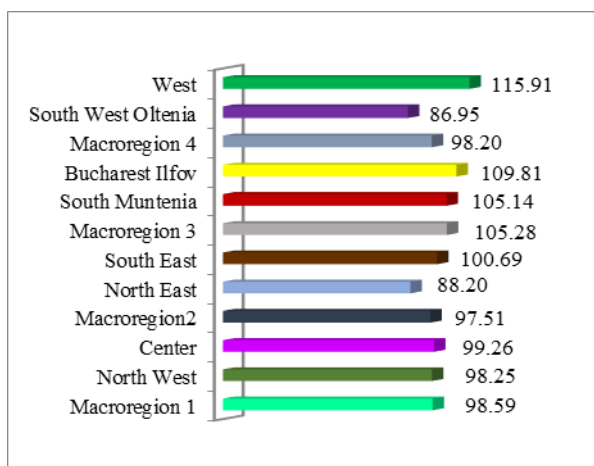 West 115.91
South West Oltenia 86.95
Macroregion 4 98.20
Bucharest Ilfov 109.81
South Muntenia 105.14
Macroregion 3 105.28
South East 100.69
North East 88.20
Macroregion2 97.51
Center 99.26
North West 98.25
Macroregion 1 98.59